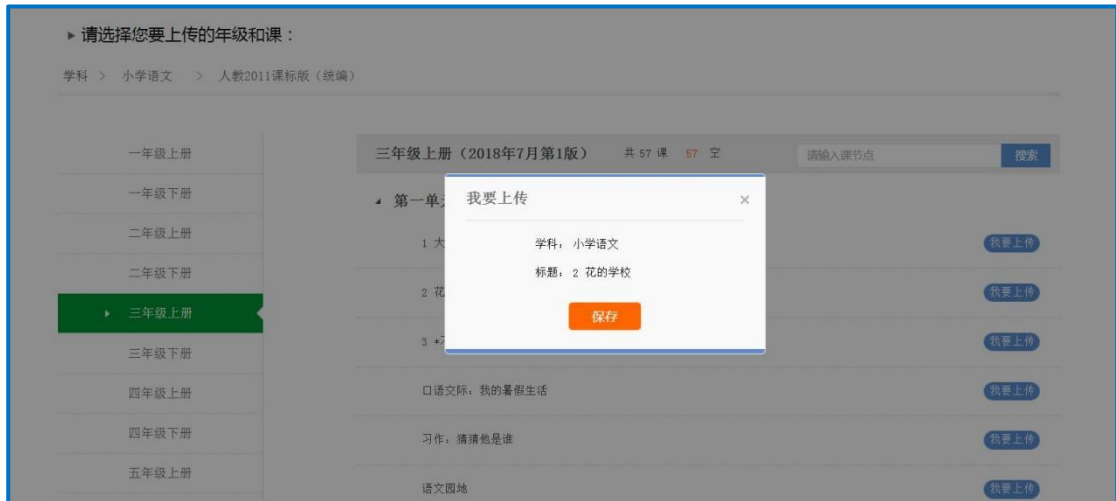 ▸ 请选择您要上传的年级和课：
学科 > 小学语文 > 人教2011课标版（统编）
一年级上册
一年级下册
二年级上册
二年级下册
三年级上册
三年级下册
四年级上册
四年级下册
五年级上册
三年级上册（2018年7月第1版） 共 57 课 57 空 请输入课节点 搜索
第一单
1 大 我要上传
2 花 我要上传
3 * 我要上传
口语交际：我的暑假生活 我要上传
习作：猜猜他是谁 我要上传
语文园地 我要上传
我要上传 ×
学科： 小学语文
标题： 2 花的学校
保存